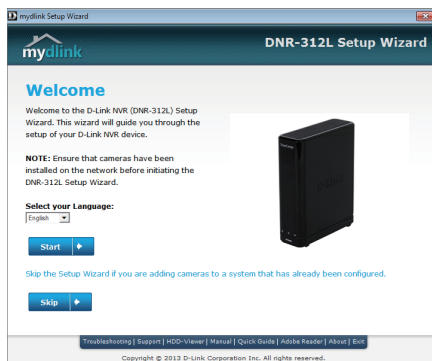 mydlink Setup Wizard
mydlink
DNR-312L Setup Wizard
Welcome
Welcome to the D-Link NVR (DNR-312L) Setup
Wizard. This wizard will guide you through the
setup of your D-Link NVR device.
NOTE: Ensure that cameras have been
installed on the network before initiating the
DNR-312L Setup Wizard.
Select your Language:
English
Start
Skip the Setup Wizard if you are adding cameras to a system that has already been configured.
Skip
Troubleshooting | Support | HDD-Viewer | Manual | Quick Guide | Adobe Reader | About | Exit
Copyright © 2013 D-Link Corporation Inc. All rights reserved.
D-Link